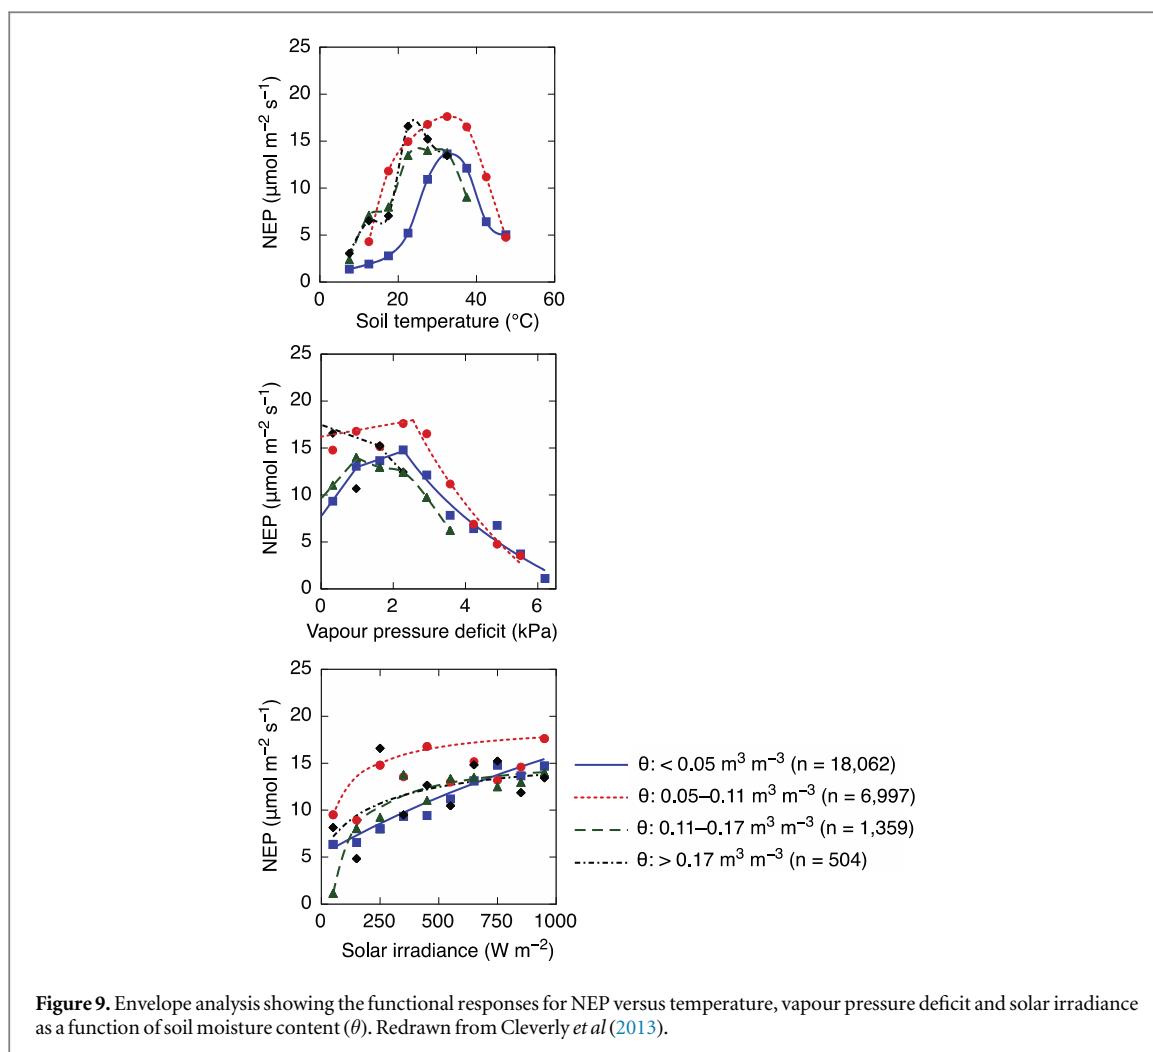 25
20
15
10
5
0
NEP (μmol m⁻² s⁻¹)
0 20 40 60
Soil temperature (°C)
25
20
15
10
5
0
NEP (μmol m⁻² s⁻¹)
0 2 4 6
Vapour pressure deficit (kPa)
25
20
15
10
5
0
NEP (μmol m⁻² s⁻¹)
0 250 500 750 1000
Solar irradiance (W m⁻²)
θ: < 0.05 m³ m⁻³ (n = 18,062)
θ: 0.05–0.11 m³ m⁻³ (n = 6,997)
θ: 0.11–0.17 m³ m⁻³ (n = 1,359)
θ: > 0.17 m³ m⁻³ (n = 504)
Figure 9. Envelope analysis showing the functional responses for NEP versus temperature, vapour pressure deficit and solar irradiance
as a function of soil moisture content (θ). Redrawn from Cleverly et al (2013).